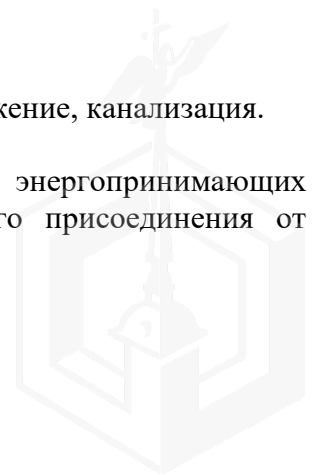 жение, канализация.
энергопринимающих
го присоединения от